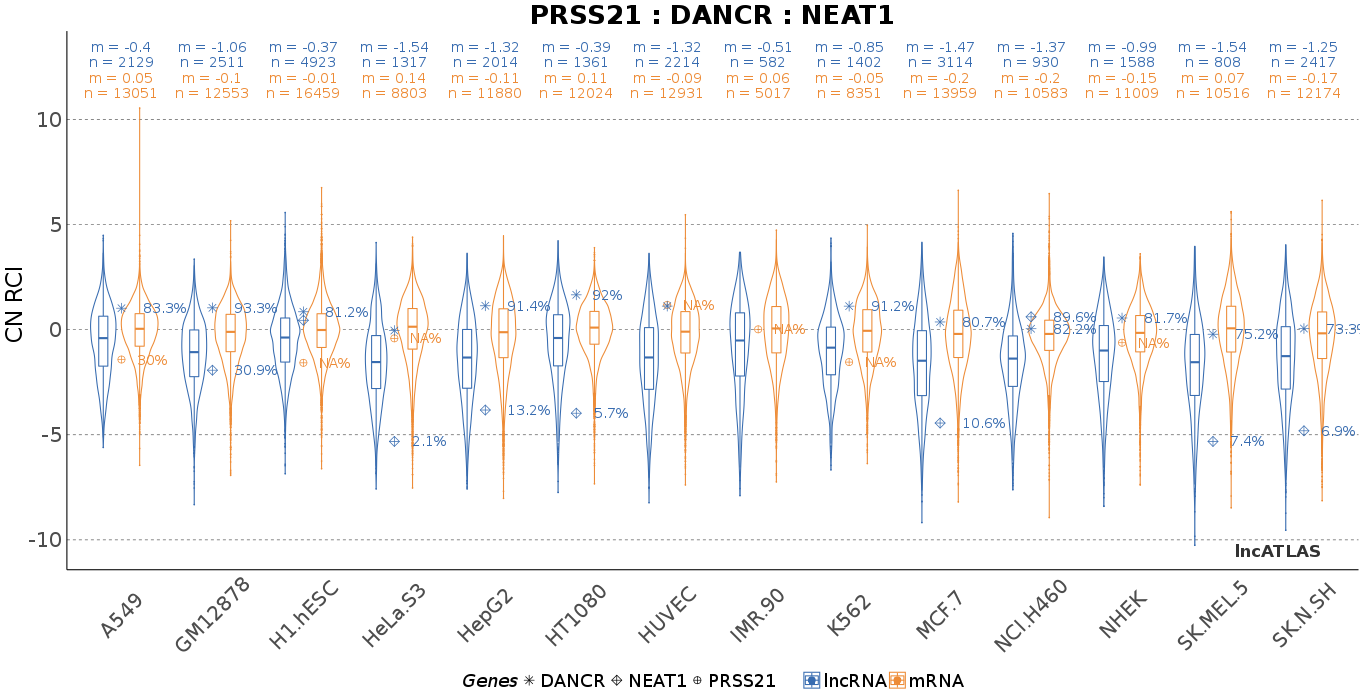 PRSS21 : DANCR : NEAT1
m = -0.4 m = -1.06 m = -0.37 m = -1.54 m = -1.32 m = -0.39 m = -1.32 m = -0.51 m = -0.85 m = -1.47 m = -1.37 m = -0.99 m = -1.54 m = -1.25
n = 2129 n = 2511 n = 4923 n = 1317 n = 2014 n = 1361 n = 2214 n = 582 n = 1402 n = 3114 n = 930 n = 1588 n = 808 n = 2417
m = 0.05 m = -0.1 m = -0.01 m = 0.14 m = -0.11 m = 0.11 m = -0.09 m = 0.06 m = -0.05 m = -0.2 m = -0.2 m = -0.15 m = 0.07 m = -0.17
n = 13051 n = 12553 n = 16459 n = 8803 n = 11880 n = 12024 n = 12931 n = 5017 n = 8351 n = 13959 n = 10583 n = 11009 n = 10516 n = 12174
10
5
0
-5
-10
CN RCI
83.3% 93.3% 81.2% 91.4% 92% NA% 91.2% 80.7% 89.6% 81.7% 75.2% 73.3%
30% NA% NA% NA% NA% 82.2% NA%
30.9% 2.1% 13.2% 5.7% 10.6% 7.4% 6.9%
lncATLAS
A549 GM12878 H1.hESC HeLa.S3 HepG2 HT1080 HUVEC IMR.90 K562 MCF.7 NCI.H460 NHEK SK.MEL.5 SK.N.SH
Genes DANCR NEAT1 PRSS21 lncRNA mRNA